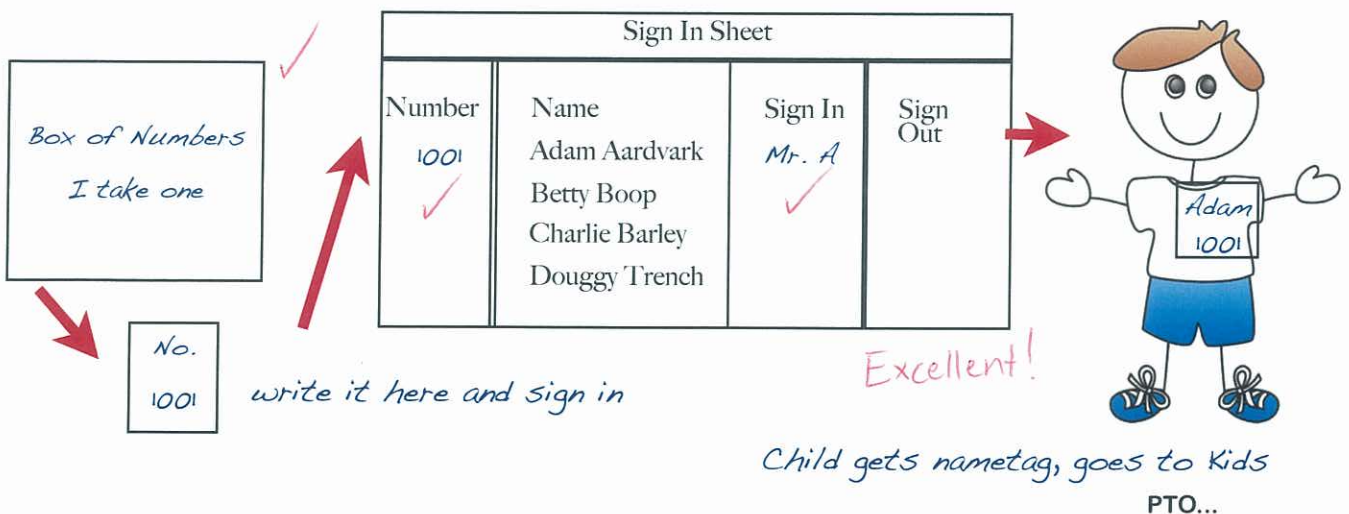 Sign In Sheet
Box of Numbers
I take one
Number
1001
Name
Adam Aardvark
Betty Boop
Charlie Barley
Douggy Trench
Sign In
Mr. A
Sign
Out
Adam
1001
No.
1001
write it here and sign in
Excellent!
Child gets nametag, goes to Kids
PTO...